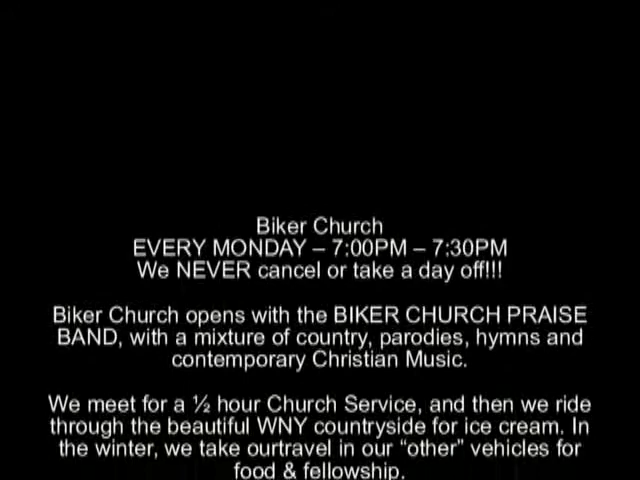 Biker Church
EVERY MONDAY – 7:00PM – 7:30PM
We NEVER cancel or take a day off!!!
Biker Church opens with the BIKER CHURCH PRAISE
BAND, with a mixture of country, parodies, hymns and
contemporary Christian Music.
We meet for a ½ hour Church Service, and then we ride
through the beautiful WNY countryside for ice cream. In
the winter, we take ourtravel in our “other” vehicles for
food & fellowship.